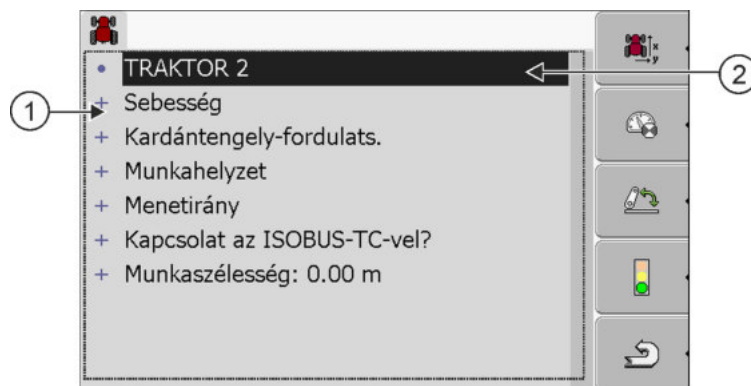 TRAKTOR 2
Sebesség
Kardántengely-fordulats.
Munkahelyzet
Menetirány
Kapcsolat az ISOBUS-TC-vel?
Munkaszélesség: 0.00 m
x
y
1
2